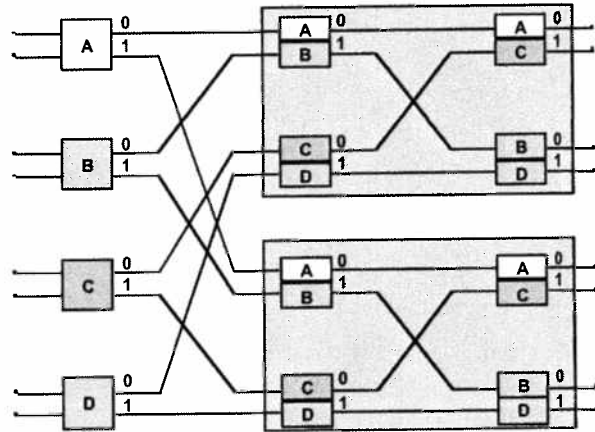 A 0 1
B 0 1
C 0 1
D 0 1
A B 0 1
C D 0 1
A C 0 1
B D 0 1
A B 0 1
C D 0 1
A C 0 1
B D 0 1